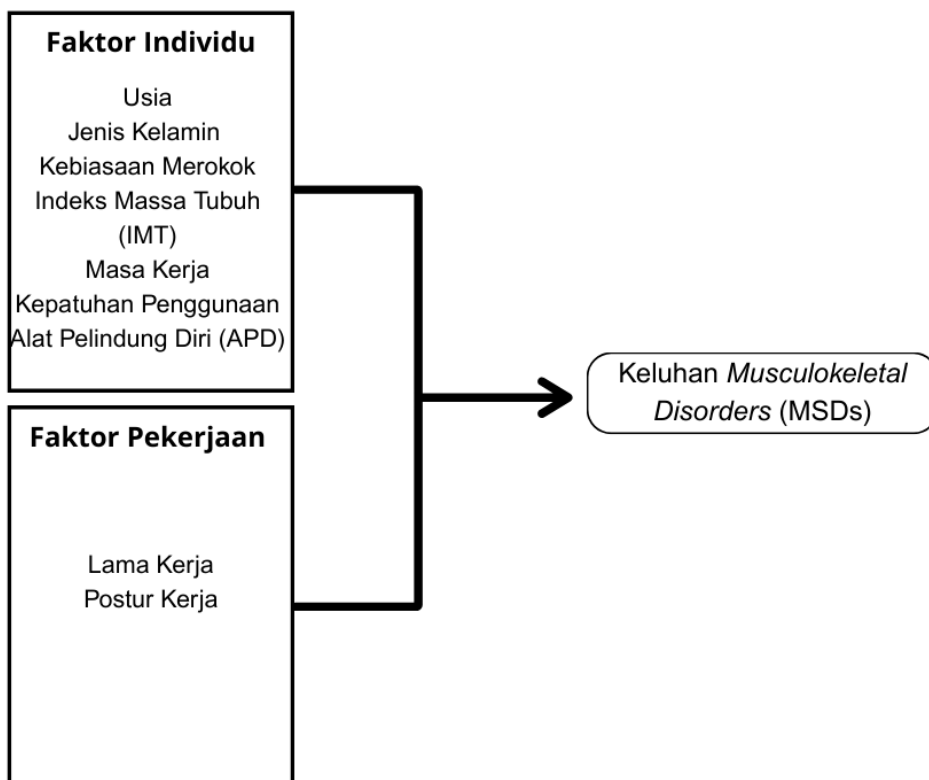 Faktor Individu
Usia
Jenis Kelamin
Kebiasaan Merokok
Indeks Massa Tubuh
(IMT)
Masa Kerja
Kepatuhan Penggunaan
Alat Pelindung Diri (APD)
Faktor Pekerjaan
Lama Kerja
Postur Kerja
Keluhan Musculokeletal
Disorders (MSDs)